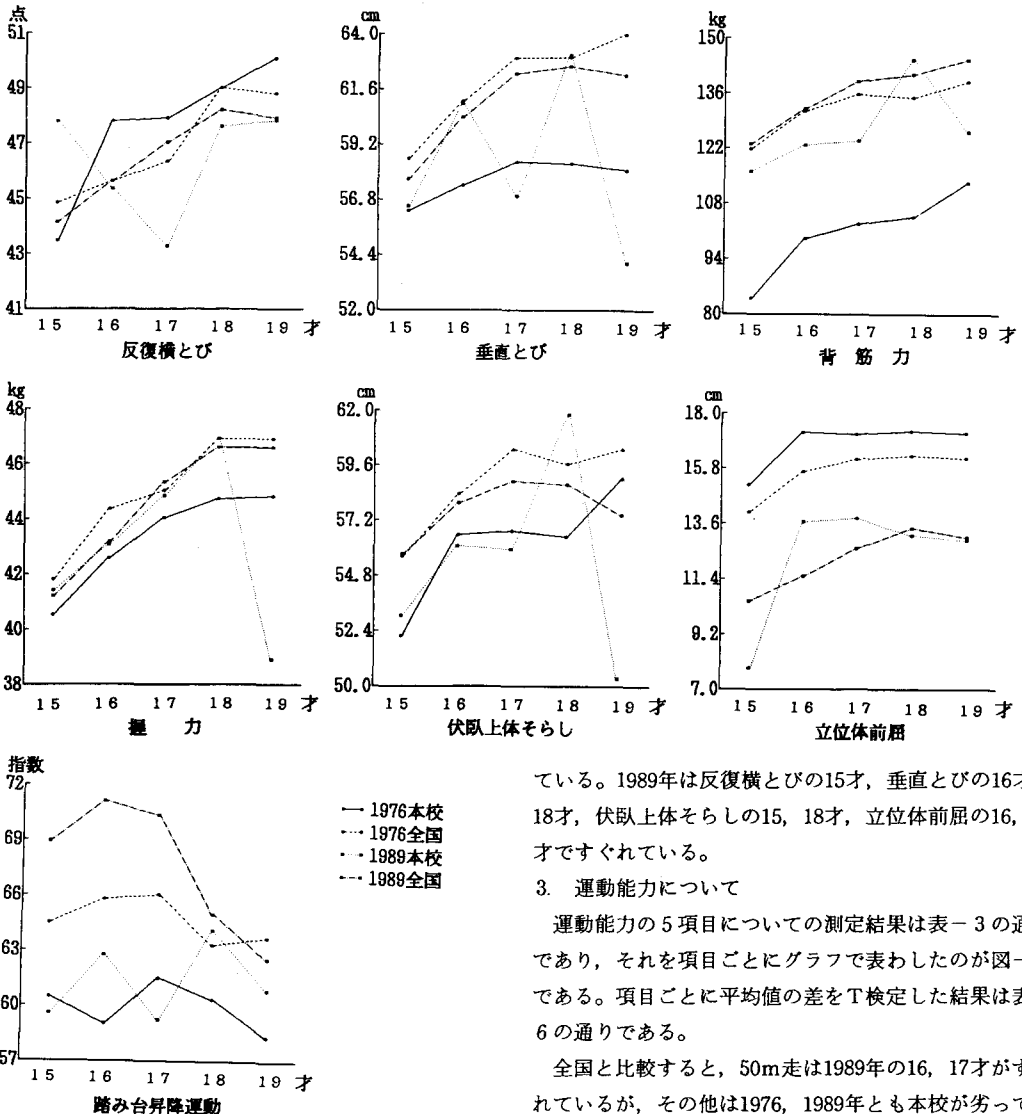 点
51
49
47
45
43
41
15 16 17 18 19 才
反復横とび
cm
64.0
61.6
59.2
56.8
54.4
52.0
15 16 17 18 19 才
垂直とび
kg
150
136
122
108
94
80
15 16 17 18 19 才
背筋力
kg
48
46
44
42
40
38
15 16 17 18 19 才
握力
cm
62.0
59.6
57.2
54.8
52.4
50.0
15 16 17 18 19 才
伏臥上体そらし
cm
18.0
15.8
13.6
11.4
9.2
7.0
15 16 17 18 19 才
立位体前屈
指数
72
69
66
63
60
57
15 16 17 18 19 才
踏み台昇降運動
1976本校
1976全国
1989本校
1989全国
ている。1989年は反復横とびの15才，垂直とびの16才
18才，伏臥上体そらしの15，18才，立位体前屈の16，
才ですぐれている。
3. 運動能力について
運動能力の5項目についての測定結果は表－3の通
であり，それを項目ごとにグラフで表わしたのが図－
である。項目ごとに平均値の差をT検定した結果は表
6の通りである。
全国と比較すると，50m走は1989年の16，17才がす
れているが，その他は1976，1989年とも本校が劣って